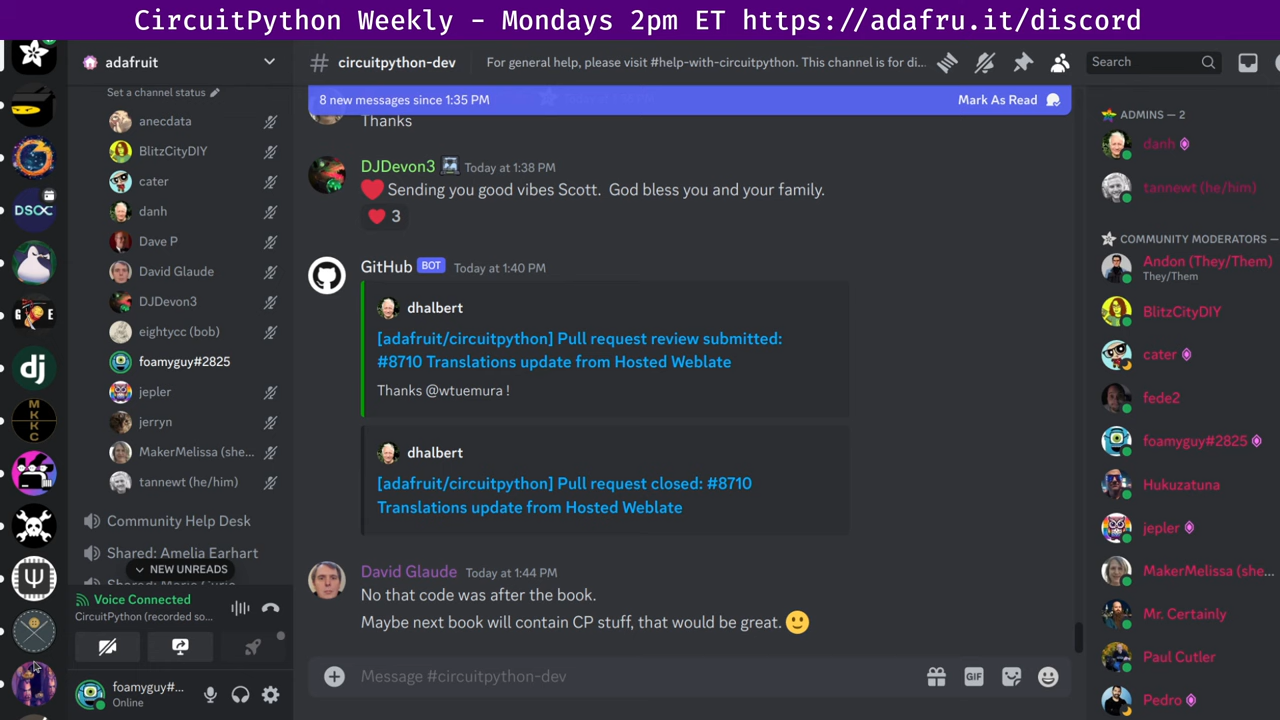 CircuitPython Weekly - Mondays 2pm ET https://adafru.it/discord
adafruit
Set a channel status
anecdata
BlitzCityDIY
cater
danh
Dave P
David Glaude
DJDevon3
eightycc (bob)
foamyguy#2825
jepler
jerryn
MakerMelissa (she...
tannewt (he/him)
Community Help Desk
Shared: Amelia Earhart
NEW UNREADS
Voice Connected
CircuitPython (recorded so...
foamyguy#...
Online
DSOC
dj
M K
K C
# circuitpython-dev
For general help, please visit #help-with-circuitpython. This channel is for di...
Search
8 new messages since 1:35 PM
Mark As Read
Thanks
DJDevon3 Today at 1:38 PM
Sending you good vibes Scott. God bless you and your family.
3
GitHub BOT Today at 1:40 PM
dhalbert
[adafruit/circuitpython] Pull request review submitted:
#8710 Translations update from Hosted Weblate
Thanks @wtuemura !
dhalbert
[adafruit/circuitpython] Pull request closed: #8710
Translations update from Hosted Weblate
David Glaude Today at 1:44 PM
No that code was after the book.
Maybe next book will contain CP stuff, that would be great.
Message #circuitpython-dev
GIF
ADMINS — 2
danh
tannewt (he/him)
COMMUNITY MODERATORS —
Andon (They/Them)
They/Them
BlitzCityDIY
cater
fede2
foamyguy#2825
Hukuzatuna
jepler
MakerMelissa (she...
Mr. Certainly
Paul Cutler
Pedro